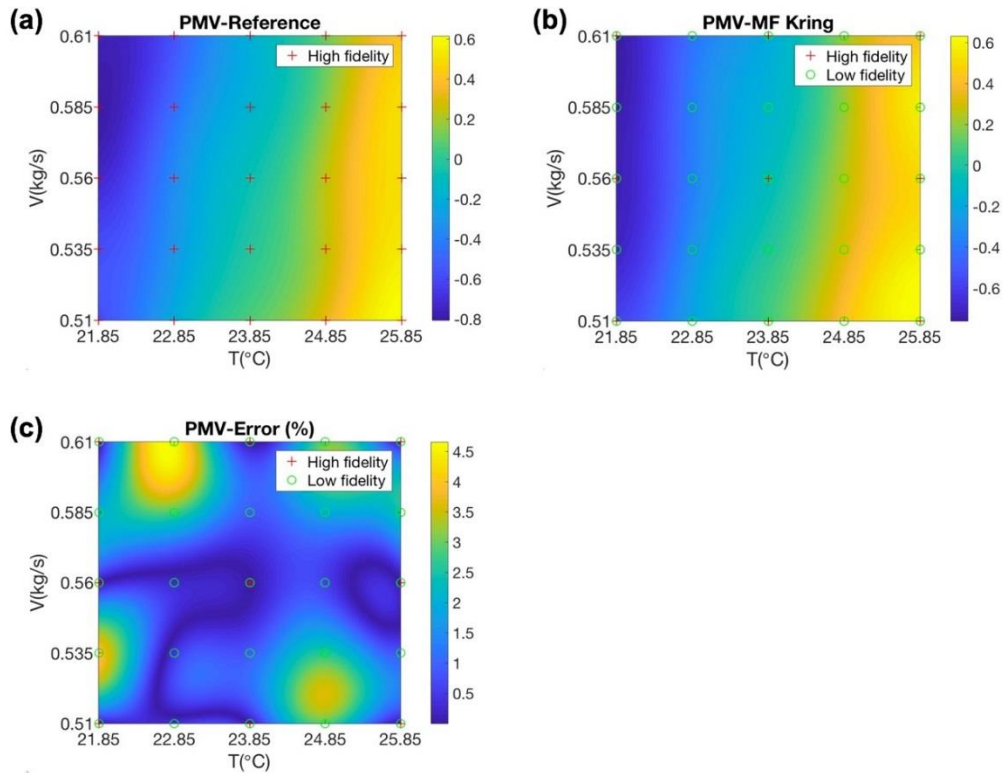 (a)
PMV-Reference
High fidelity
0.61
0.585
0.56
0.535
0.51
V(kg/s)
21.85 22.85 23.85 24.85 25.85
T(°C)
0.6
0.4
0.2
0
-0.2
-0.4
-0.6
-0.8
(b)
PMV-MF Kring
High fidelity
Low fidelity
0.61
0.585
0.56
0.535
0.51
V(kg/s)
21.85 22.85 23.85 24.85 25.85
T(°C)
0.6
0.4
0.2
0
-0.2
-0.4
-0.6
(c)
PMV-Error (%)
High fidelity
Low fidelity
0.61
0.585
0.56
0.535
0.51
V(kg/s)
21.85 22.85 23.85 24.85 25.85
T(°C)
4.5
4
3.5
3
2.5
2
1.5
1
0.5